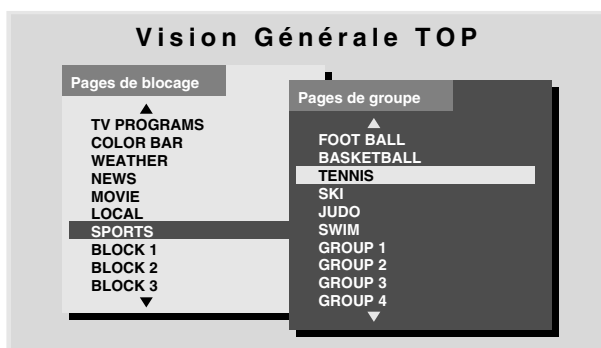 Vision Générale TOP
Pages de blocage
TV PROGRAMS
COLOR BAR
WEATHER
NEWS
MOVIE
LOCAL
SPORTS
BLOCK 1
BLOCK 2
BLOCK 3
Pages de groupe
FOOT BALL
BASKETBALL
TENNIS
SKI
JUDO
SWIM
GROUP 1
GROUP 2
GROUP 3
GROUP 4